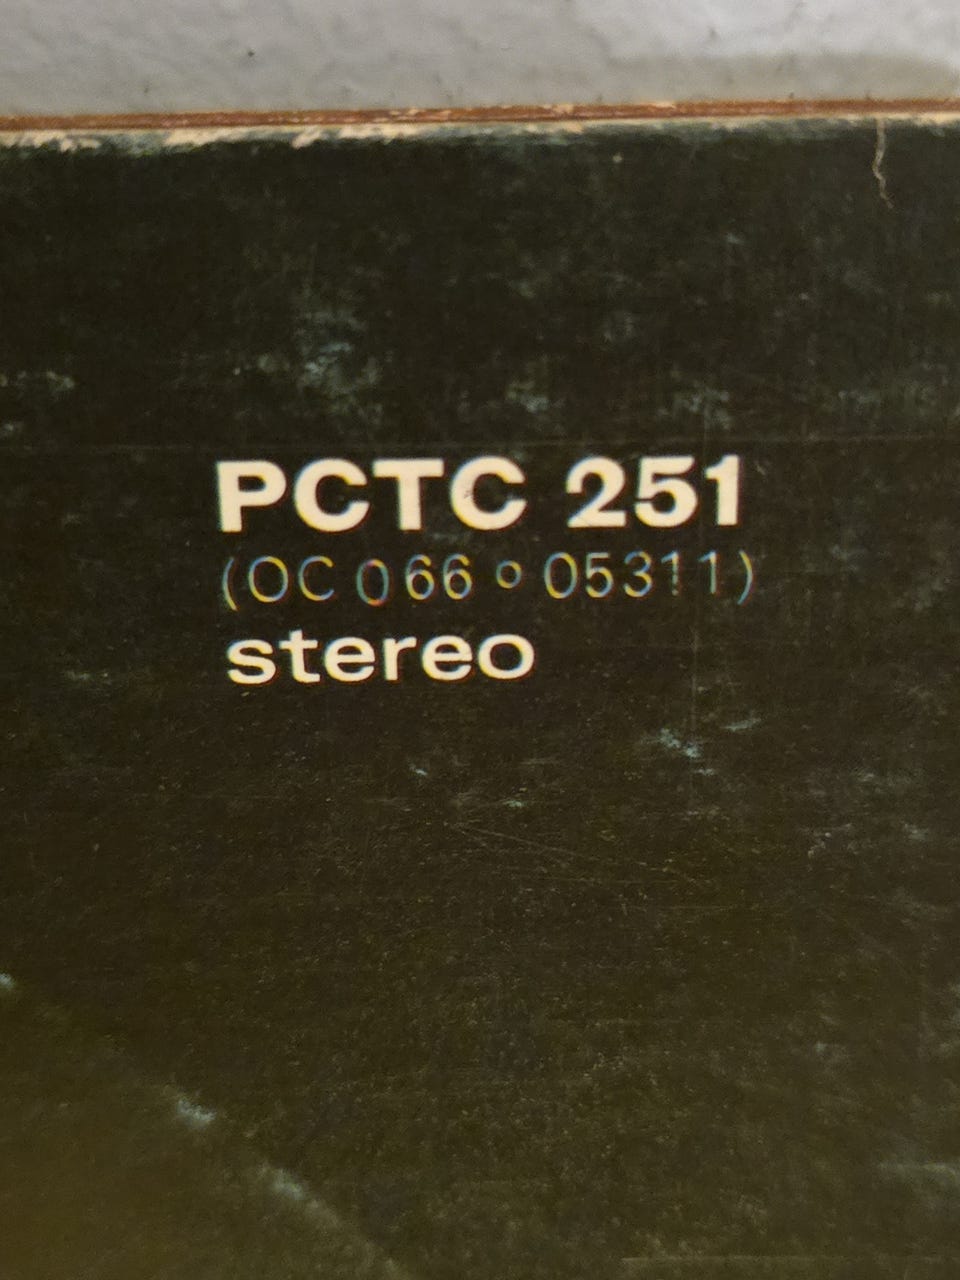 PCTC 251
(OC 066 o 05311)
stereo